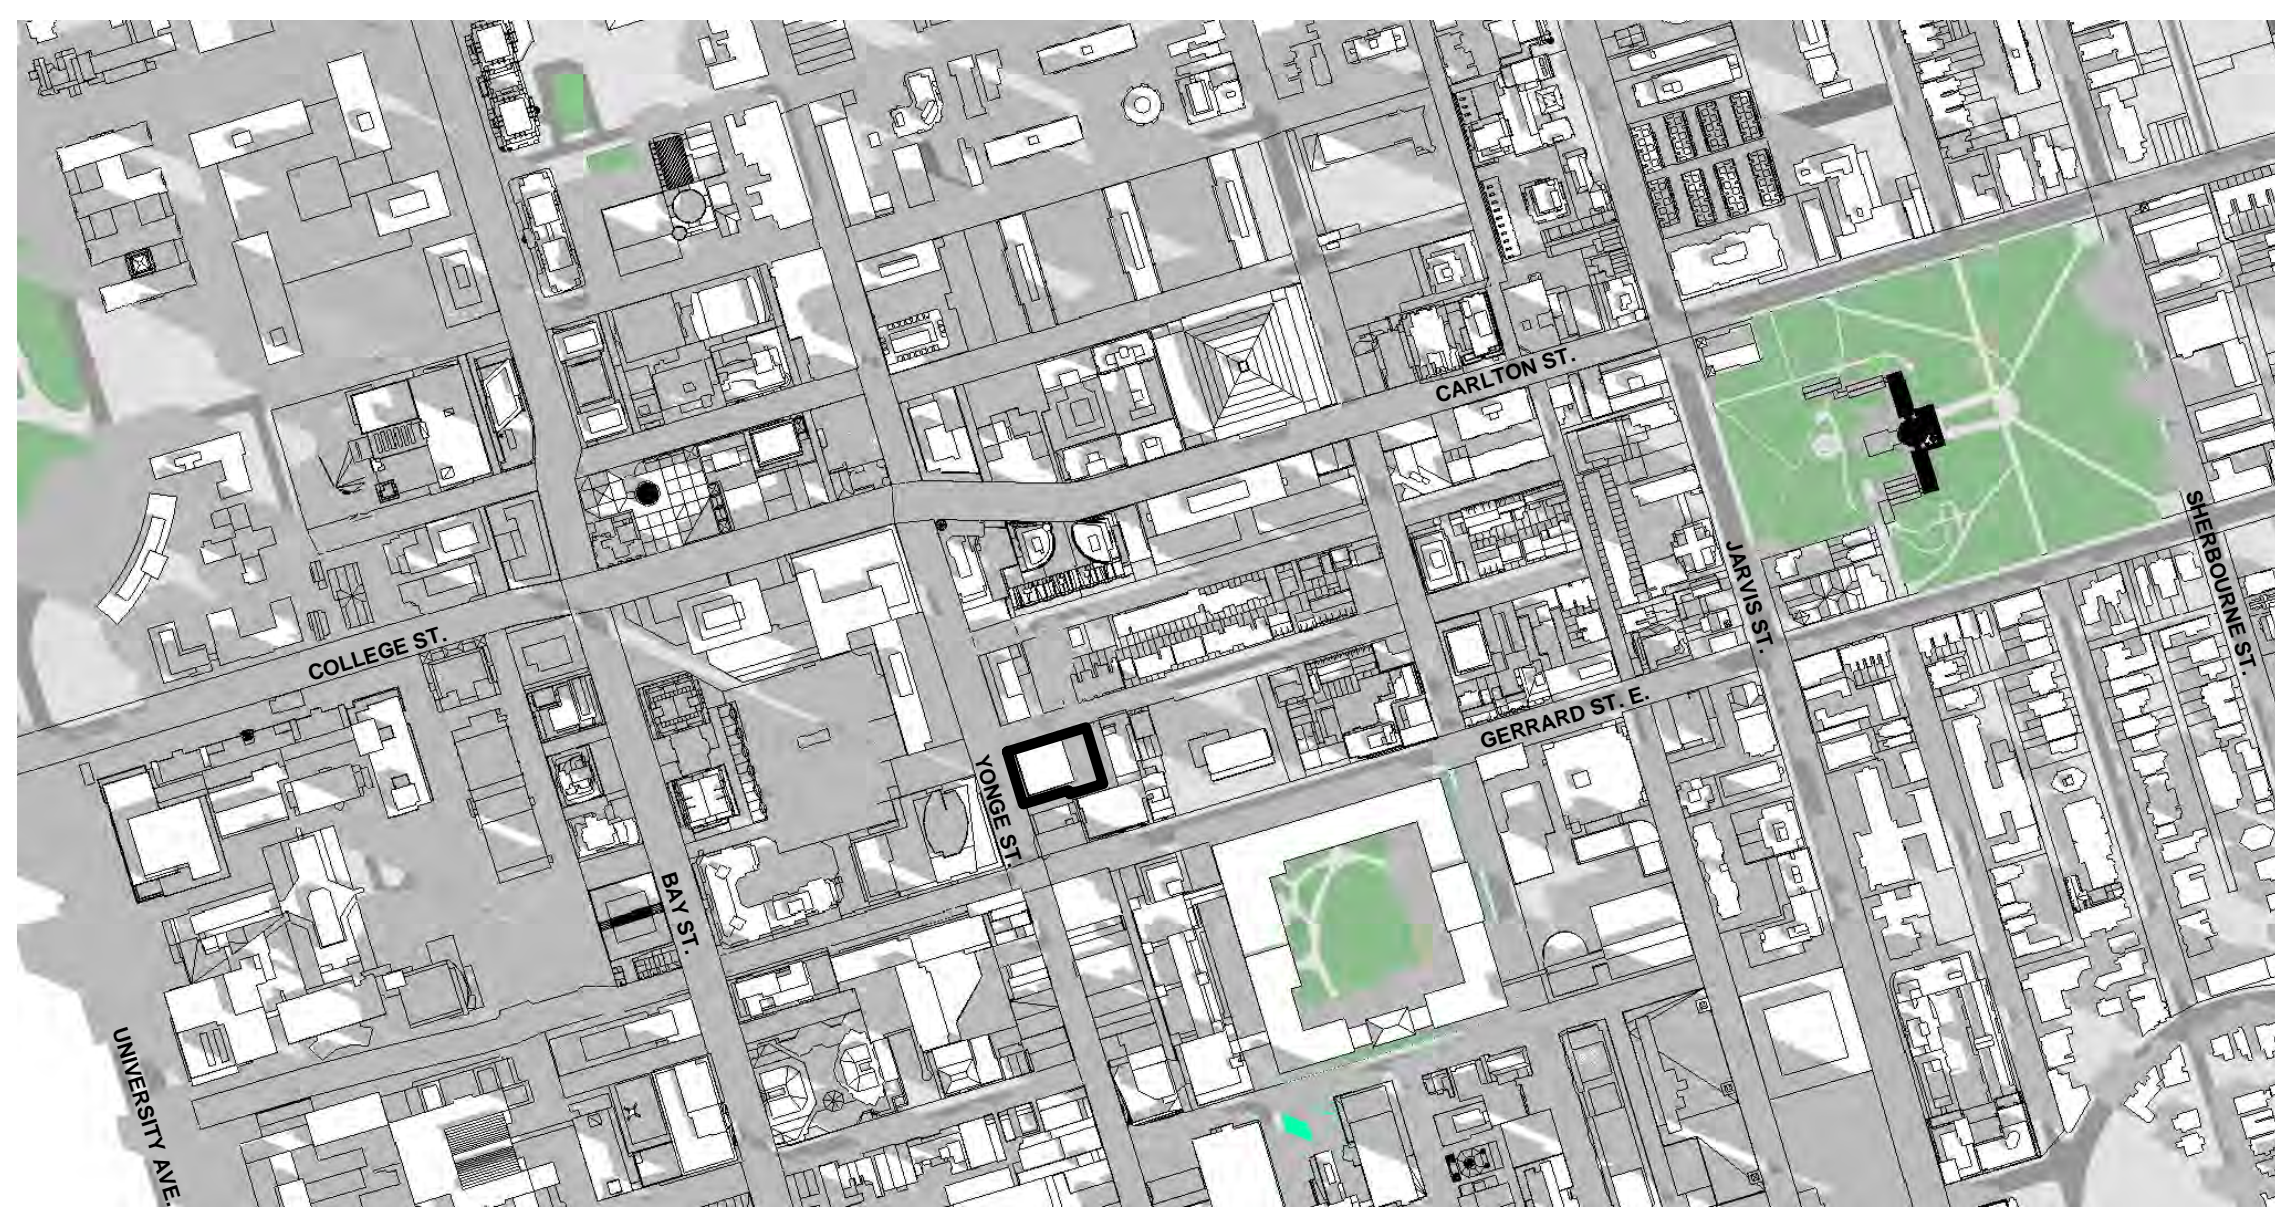 CARLTON ST.
SHERBOURNE ST.
JARVIS ST.
COLLEGE ST.
GERRARD ST. E.
YONGE ST.
BAY ST.
UNIVERSITY AVE.